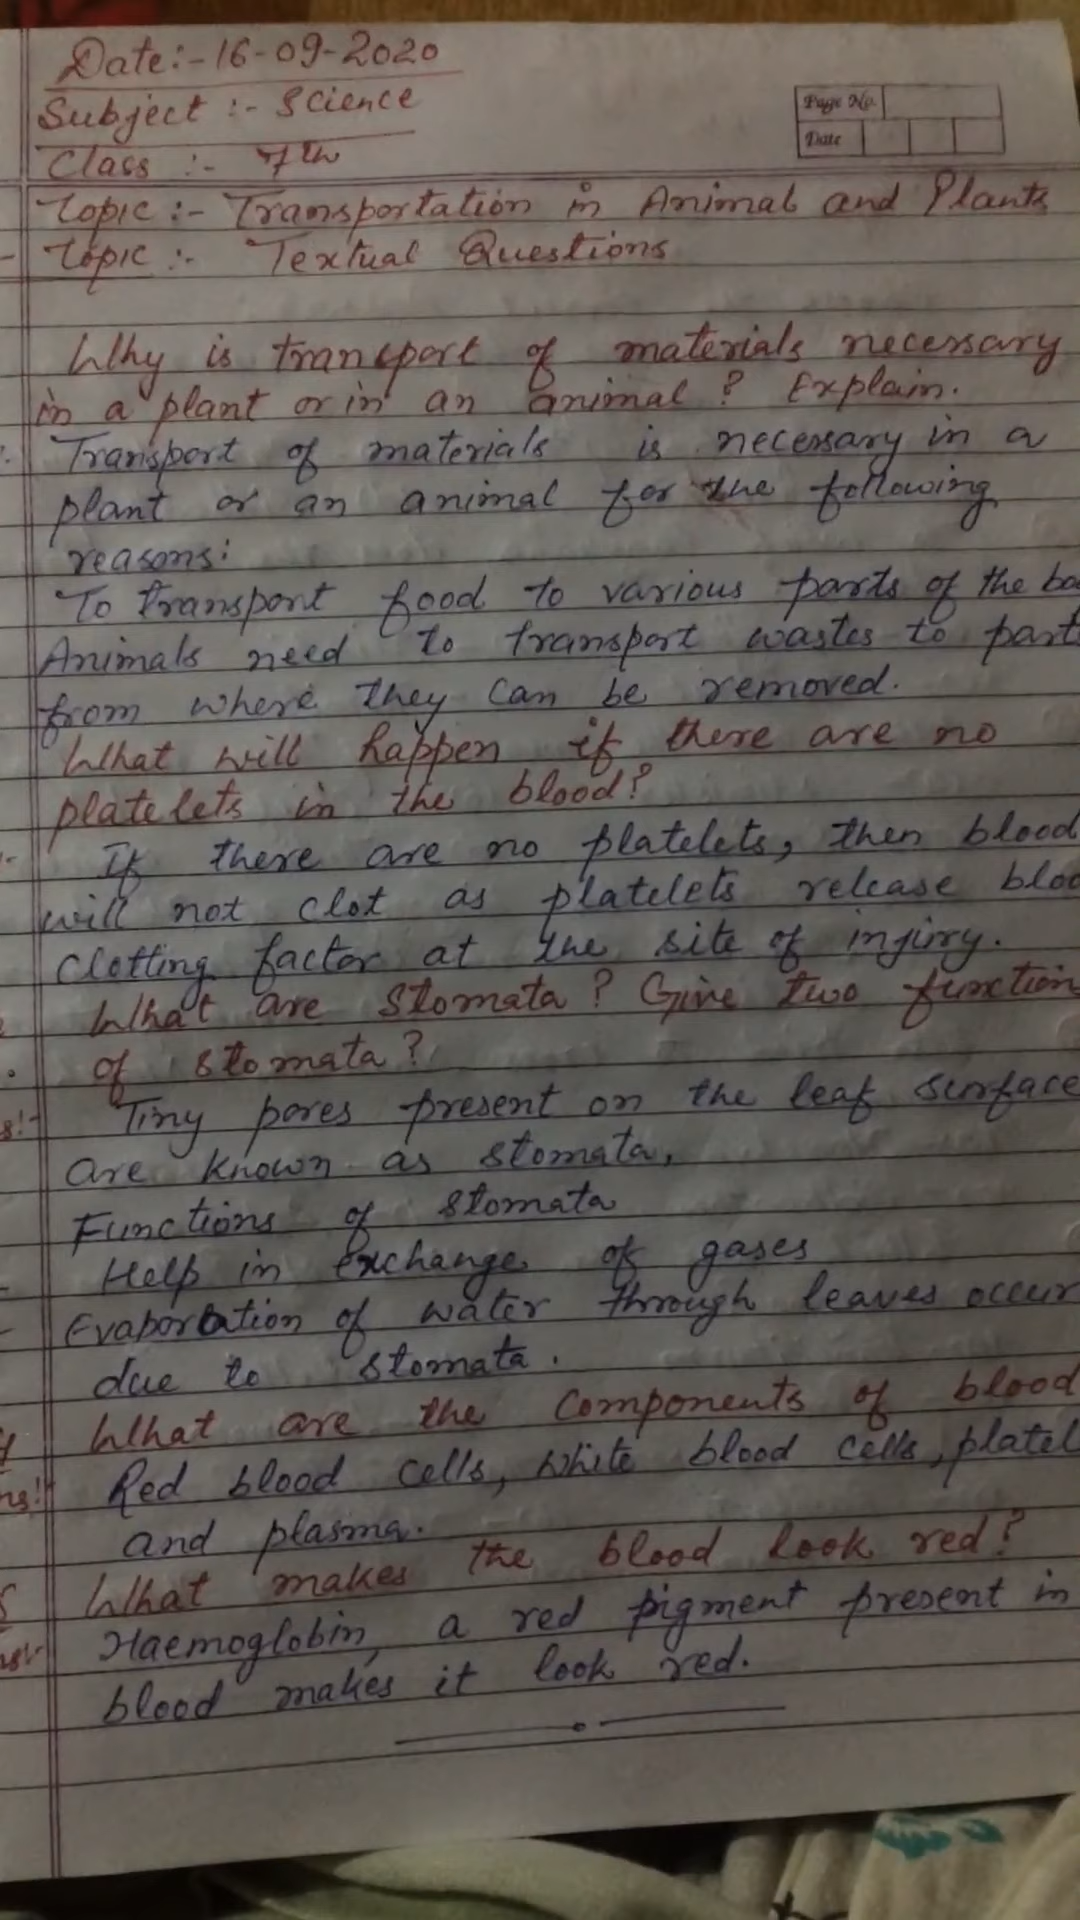 Date:-16-09-2020
Subject :- Science
Page No.
Date
Class :- 7th
Topic :- Transportation in Animal and Plants
Topic :- Textual Questions
Why is transport of materials necessary
in a plant or in an animal? Explain.
Transport of materials is necessary in a
plant or an animal for the following
reasons:
To transport food to various parts of the bo
Animals need to transport wastes to part
from where they can be removed.
What will happen if there are no
platelets in the blood?
If there are no platelets, then blood
will not clot as platelets release bloo
clotting factor at the site of injury.
What are stomata? Give two function
of stomata?
Tiny pores present on the leaf surface
are known as stomata,
Functions of stomata
Help in exchange of gases
Evaporation of water through leaves occur
due to stomata.
What are the components of blood
Red blood cells, white blood cells, platel
and plasma.
What makes the blood look red?
Haemoglobin, a red pigment present in
blood makes it look red.